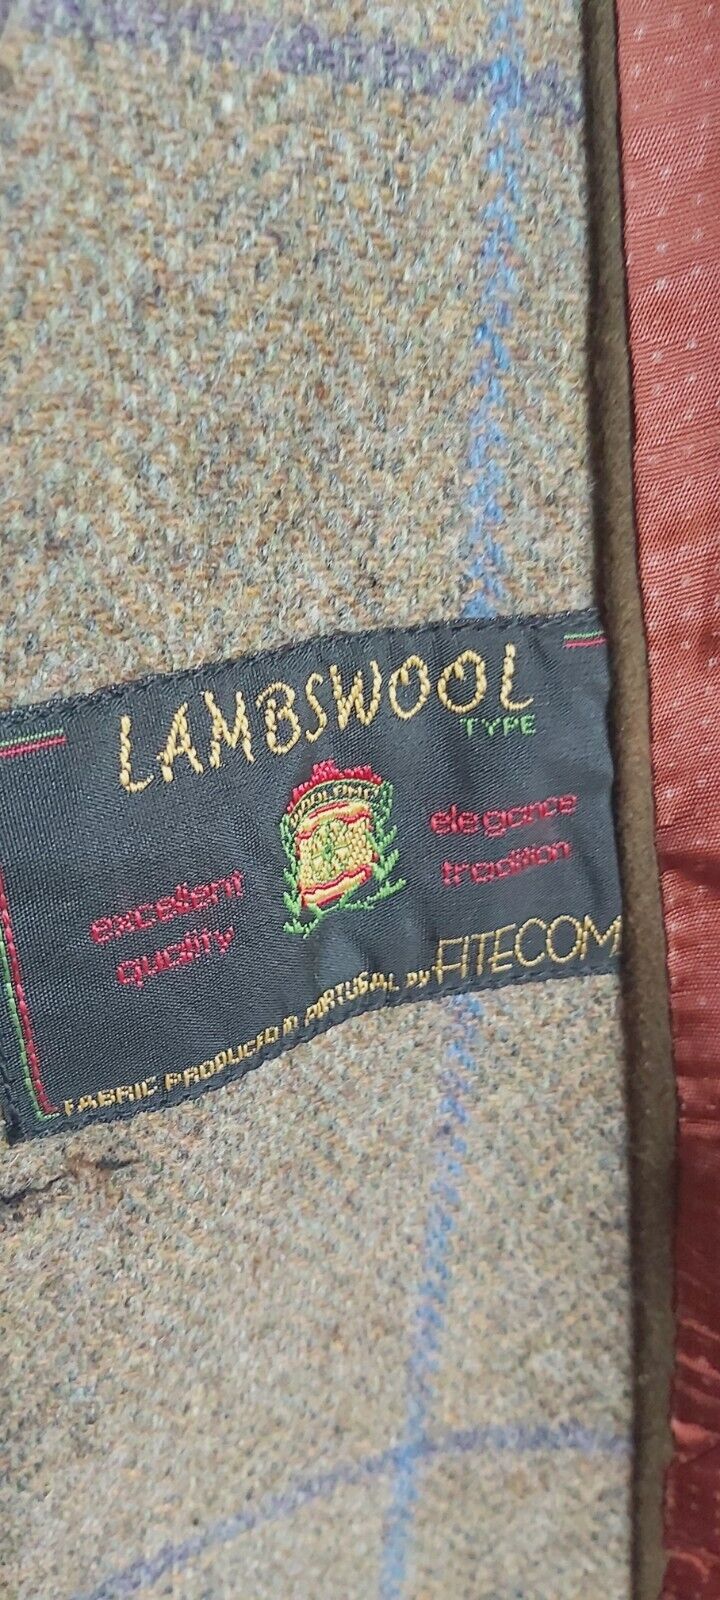 LAMBSWOOL
TYPE
excellent
quality
elegance
tradition
FABRIC PRODUCED IN PORTUGAL by FITECOM